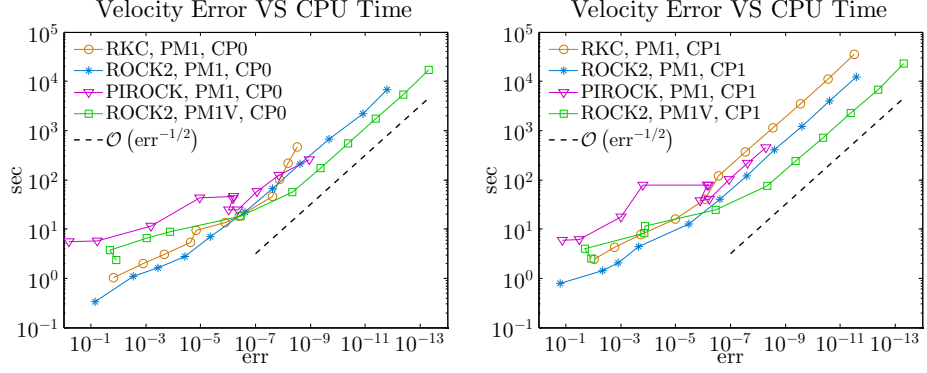 Velocity Error VS CPU Time
10^5
10^4
10^3
10^2
10^1
10^0
10^-1
sec
RKC, PM1, CP0
ROCK2, PM1, CP0
PIROCK, PM1, CP0
ROCK2, PM1V, CP0
O (err^-1/2)
10^-1 10^-3 10^-5 10^-7 10^-9 10^-11 10^-13
err
Velocity Error VS CPU Time
10^5
10^4
10^3
10^2
10^1
10^0
10^-1
sec
RKC, PM1, CP1
ROCK2, PM1, CP1
PIROCK, PM1, CP1
ROCK2, PM1V, CP1
O (err^-1/2)
10^-1 10^-3 10^-5 10^-7 10^-9 10^-11 10^-13
err